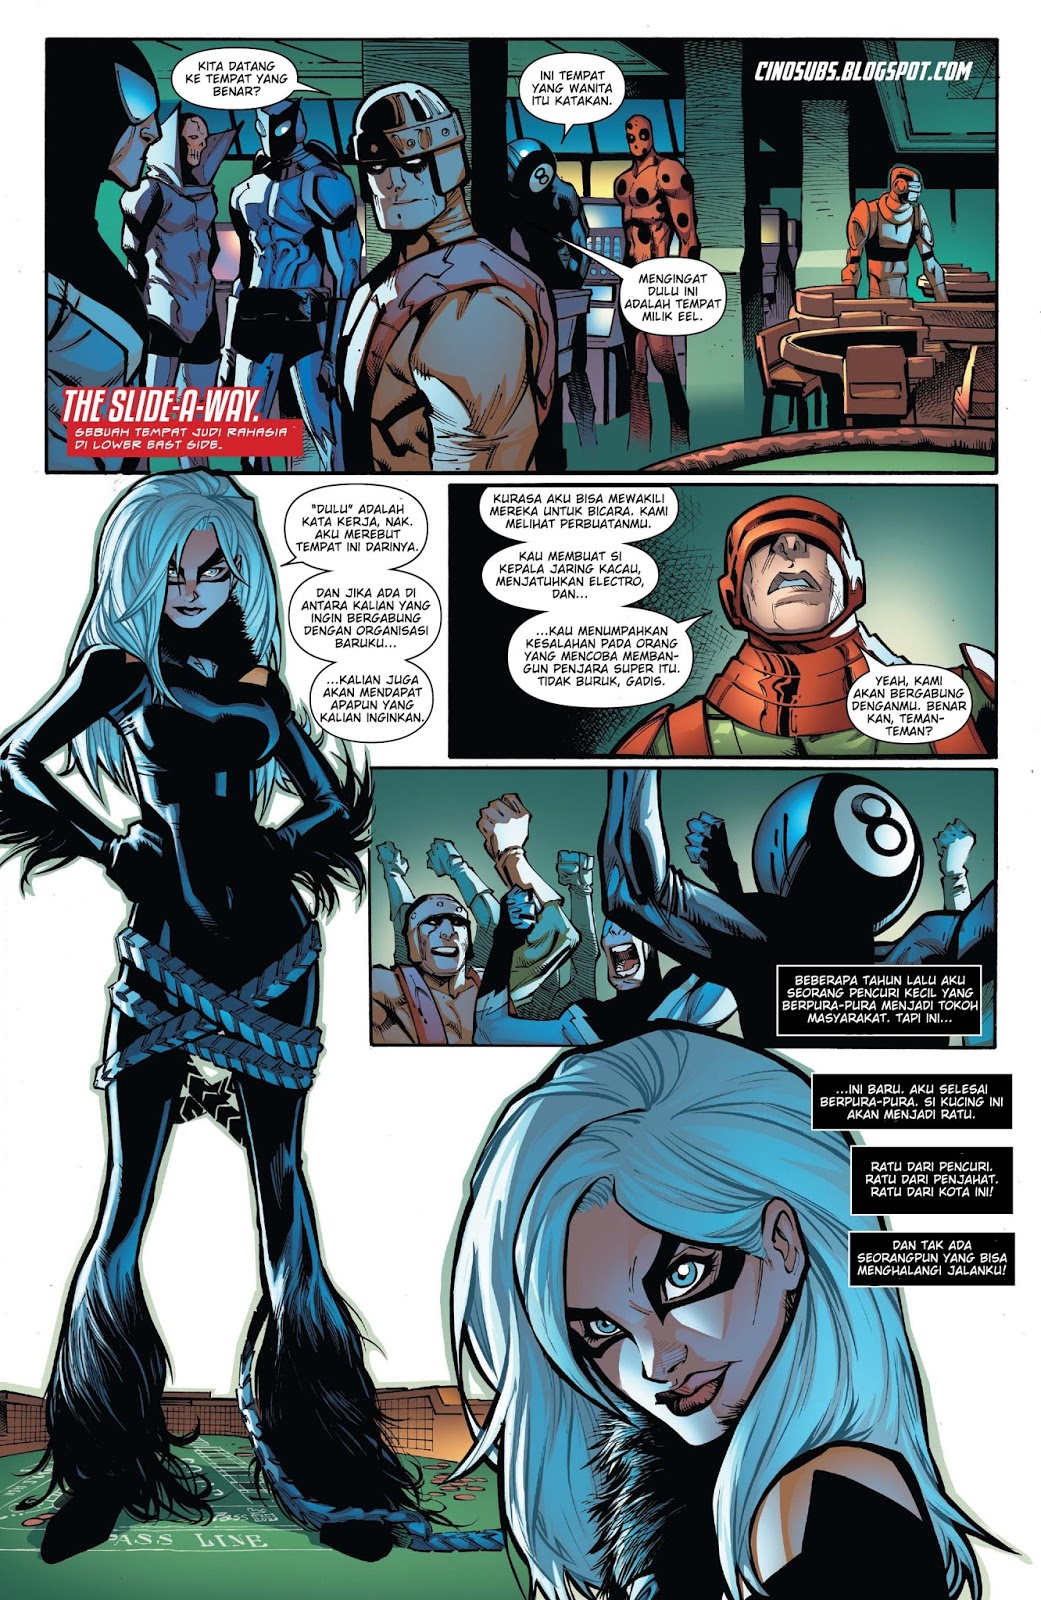 KITA DATANG
KE TEMPAT YANG
BENAR?
INI TEMPAT
YANG WANITA
ITU KATAKAN.
CINOSUBS.BLOGSPOT.COM
8
MENGINGAT
DULU INI
ADALAH TEMPAT
MILIK EEL.
THE SLIDE-A-WAY.
SEBUAH TEMPAT JUDI RAHASIA
DI LOWER EAST SIDE.
"DULU" ADALAH
KATA KERJA, NAK.
AKU MEREBUT
TEMPAT INI DARINYA.
DAN JIKA ADA DI
ANTARA KALIAN YANG
INGIN BERGABUNG
DENGAN ORGANISASI
BARUKU...
...KALIAN JUGA
AKAN MENDAPAT
APAPUN YANG
KALIAN INGINKAN.
KURASA AKU BISA MEWAKILI
MEREKA UNTUK BICARA. KAMI
MELIHAT PERBUATANMU.
KAU MEMBUAT SI
KEPALA JARING KACAU,
MENJATUHKAN ELECTRO,
DAN...
...KAU MENUMPAHKAN
KESALAHAN PADA ORANG
YANG MENCOBA MEMBAN-
GUN PENJARA SUPER ITU.
TIDAK BURUK, GADIS.
YEAH, KAMI
AKAN BERGABUNG
DENGANMU. BENAR
KAN, TEMAN-
TEMAN?
8
BEBERAPA TAHUN LALU AKU
SEORANG PENCURI KECIL YANG
BERPURA-PURA MENJADI TOKOH
MASYARAKAT. TAPI INI...
...INI BARU. AKU SELESAI
BERPURA-PURA. SI KUCING INI
AKAN MENJADI RATU.
RATU DARI PENCURI.
RATU DARI PENJAHAT.
RATU DARI KOTA INI!
DAN TAK ADA
SEORANGPUN YANG BISA
MENGHALANGI JALANKU!
PASS LINE